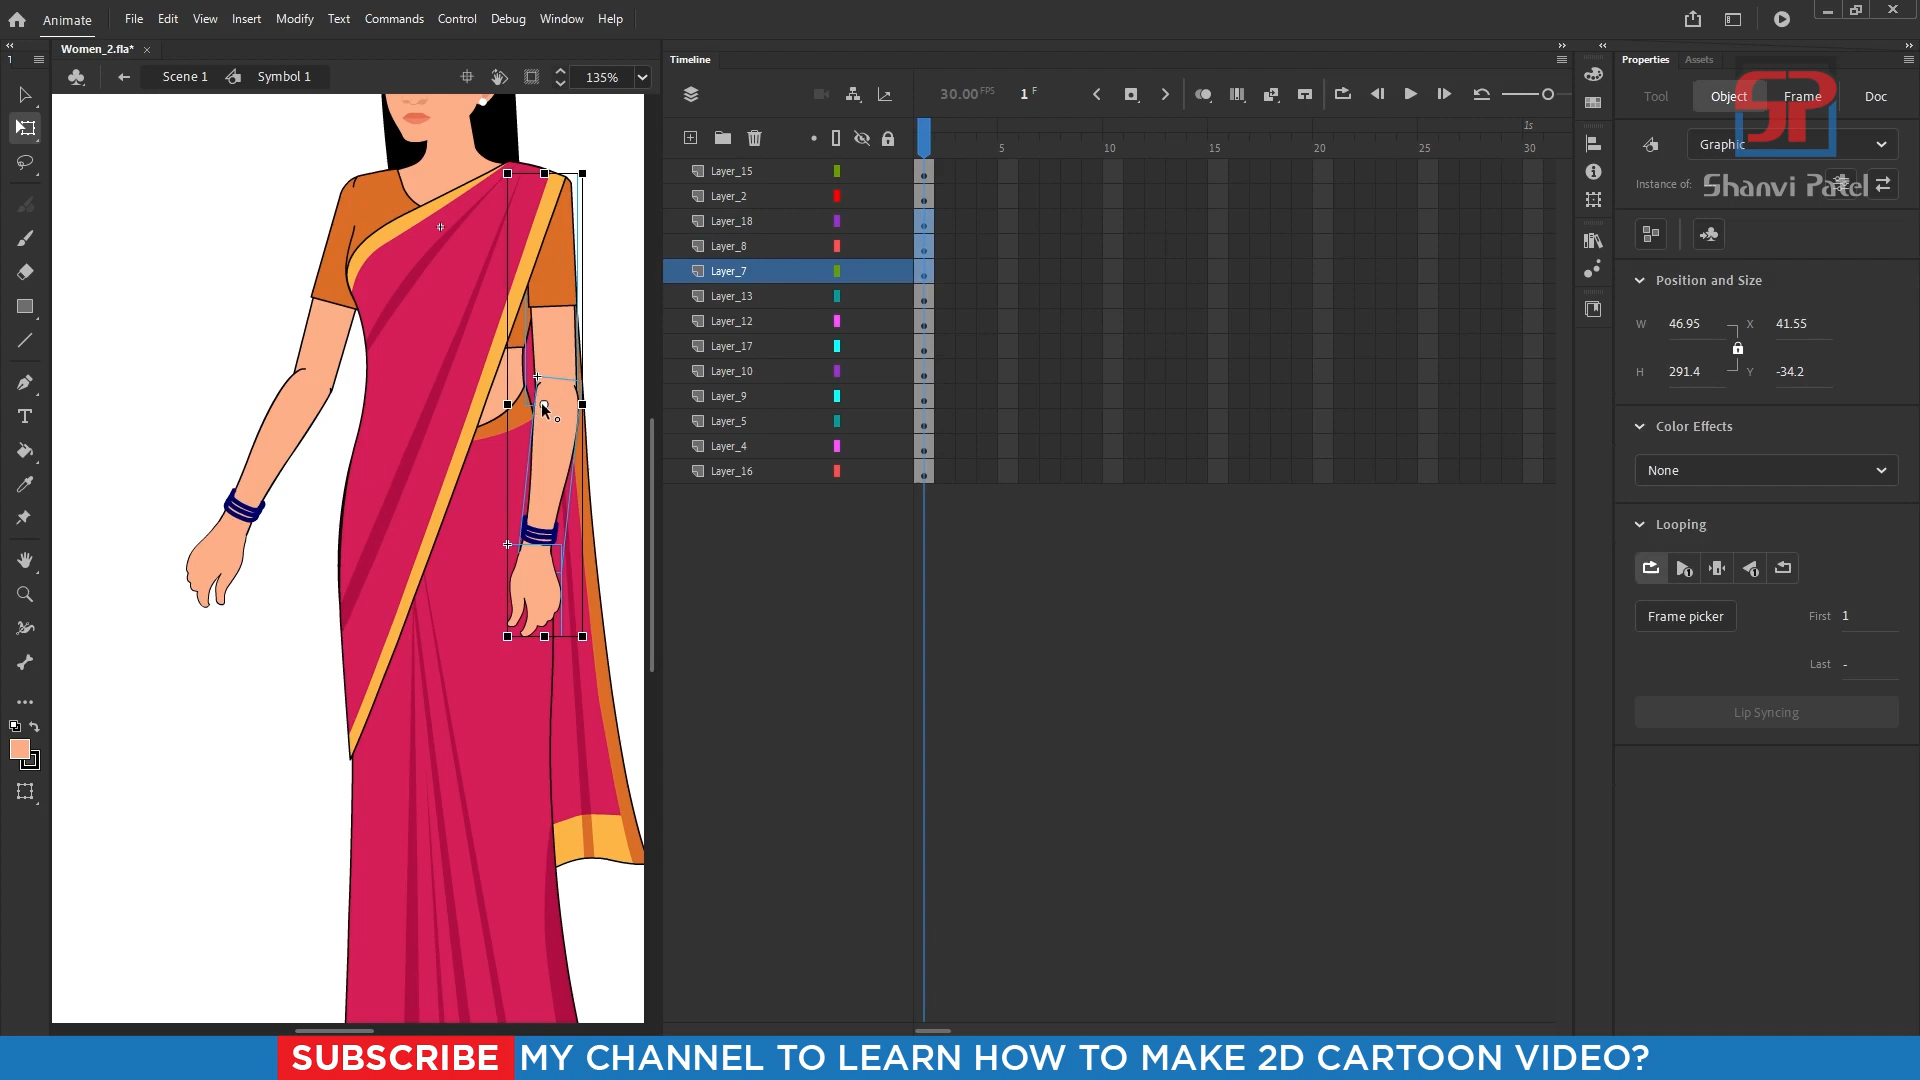 Animate File Edit View Insert Modify Text Commands Control Debug Window Help
Women_2.fla*
Scene 1 Symbol 1 135%
Timeline
30.00 FPS 1 F
1s
5 10 15 20 25 30
Layer_15
Layer_2
Layer_18
Layer_8
Layer_7
Layer_13
Layer_12
Layer_17
Layer_10
Layer_9
Layer_5
Layer_4
Layer_16
Properties Assets
Tool Object Frame Doc
SP
Graphic
Instance of: Shanvi Patel
Position and Size
W 46.95 X 41.55
H 291.4 Y -34.2
Color Effects
None
Looping
Frame picker First 1
Last -
Lip Syncing
SUBSCRIBE MY CHANNEL TO LEARN HOW TO MAKE 2D CARTOON VIDEO?